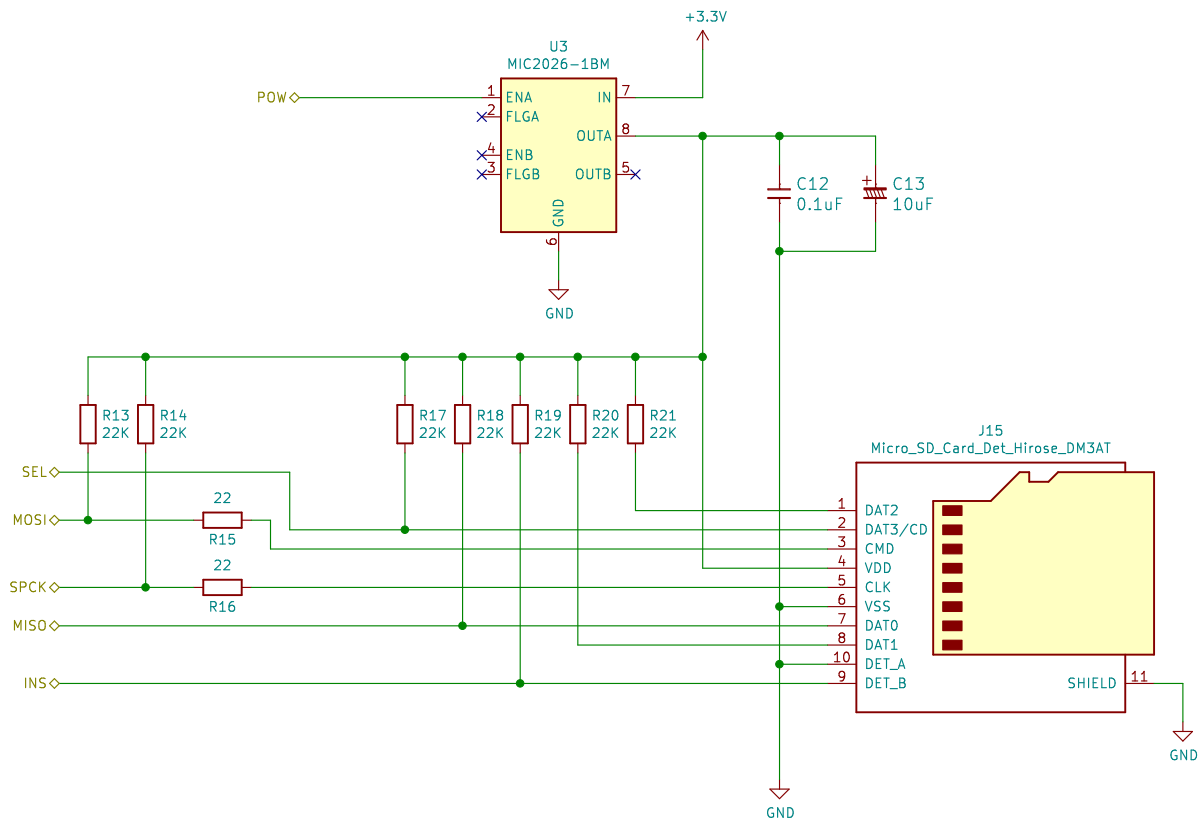 +3.3V
U3
MIC2026-1BM
POW
1
ENA
IN
7
2
FLGA
OUTA
8
4
ENB
3
FLGB
OUTB
5
GND
6
GND
+
C12
0.1uF
C13
10uF
R13
22K
R14
22K
R17
22K
R18
22K
R19
22K
R20
22K
R21
22K
J15
Micro_SD_Card_Det_Hirose_DM3AT
SEL
MOSI
22
R15
SPCK
22
R16
MISO
INS
1
DAT2
2
DAT3/CD
3
CMD
4
VDD
5
CLK
6
VSS
7
DAT0
8
DAT1
10
DET_A
9
DET_B
SHIELD
11
GND
GND